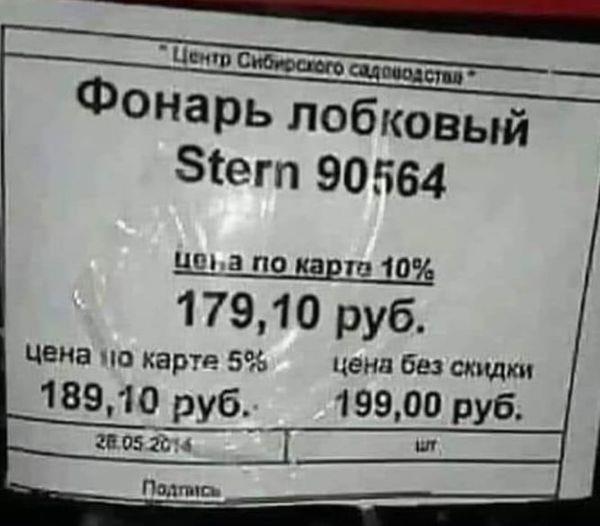 "Центр Сибирского садоводства"
Фонарь лобковый
Stern 90564
цена по карте 10%
179,10 руб.
цена по карте 5% цена без скидки
189,10 руб. 199,00 руб.
28.05.2014 шт
Подпись